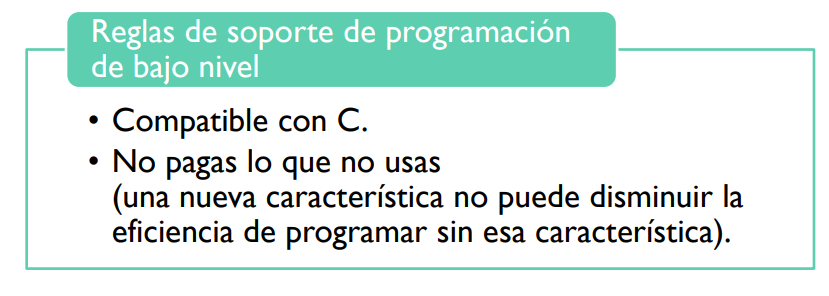 Reglas de soporte de programación
de bajo nivel
• Compatible con C.
• No pagas lo que no usas
(una nueva característica no puede disminuir la
eficiencia de programar sin esa característica).